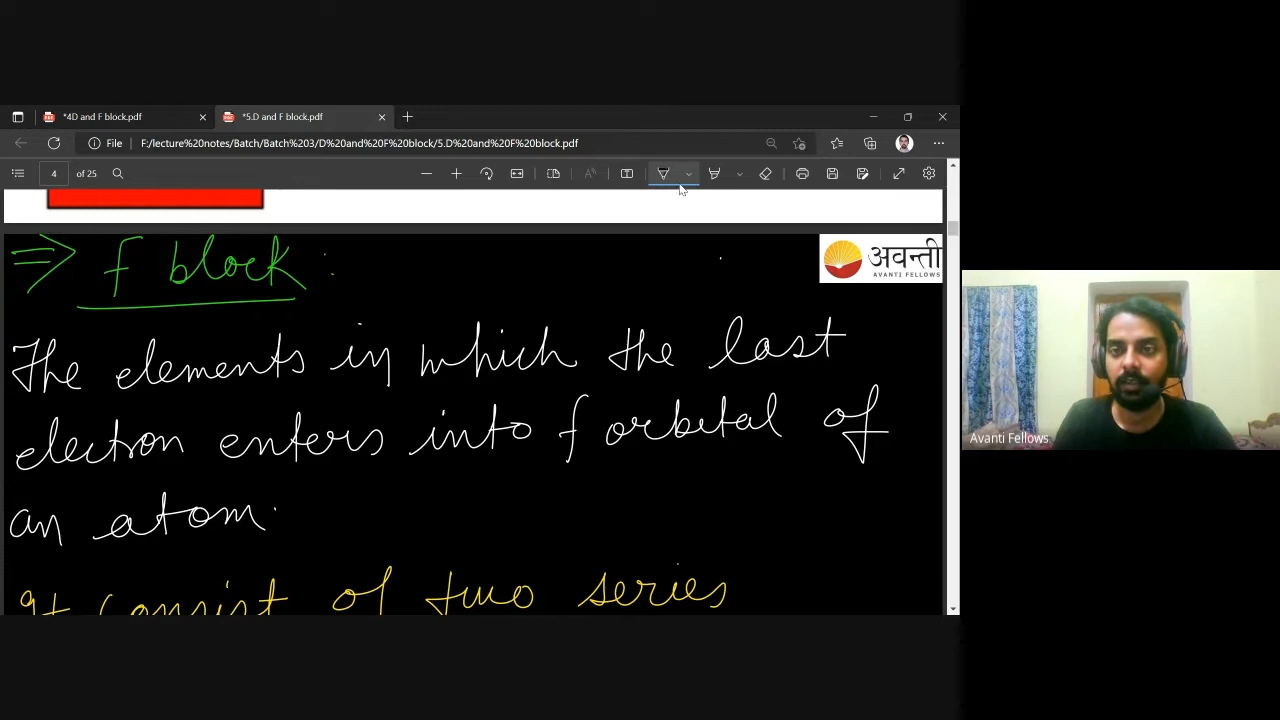 *4D and F block.pdf
*5.D and F block.pdf
File
F:/lecture%20notes/Batch/Batch%203/D%20and%20F%20block/5.D%20and%20F%20block.pdf
4 of 25
⇒ f block :
अवन्ती
AVANTI FELLOWS
The elements in which the last
electron enters into f orbital of
an atom.
It consist of two series
Avanti Fellows